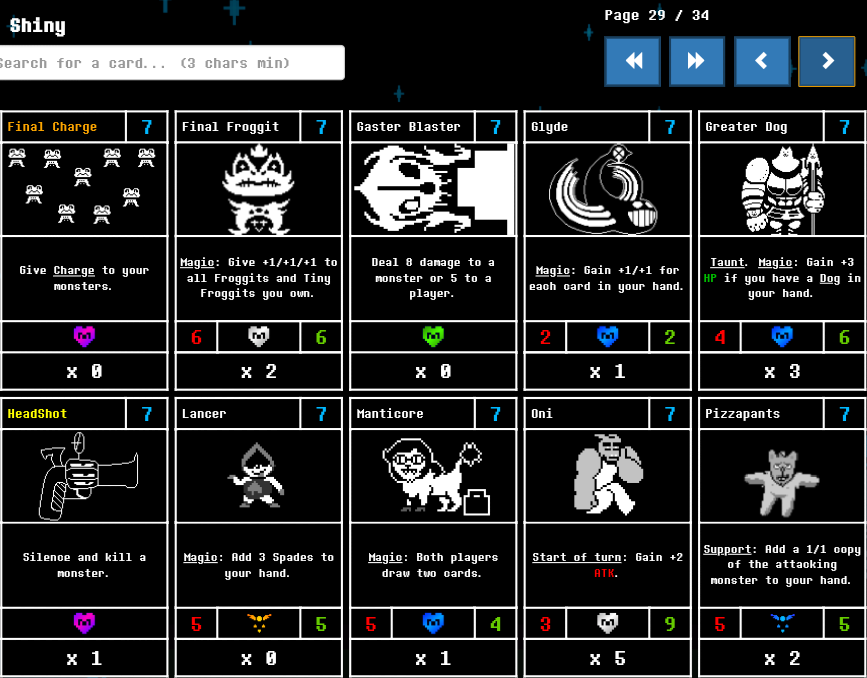 Shiny
Page 29 / 34
Search for a card... (3 chars min)
Final Charge 7
Give Charge to your
monsters.
x 0
Final Froggit 7
Magic: Give +1/+1/+1 to
all Froggits and Tiny
Froggits you own.
6 6
x 2
Gaster Blaster 7
Deal 8 damage to a
monster or 5 to a
player.
x 0
Glyde 7
Magic: Gain +1/+1 for
each card in your hand.
2 2
x 1
Greater Dog 7
Taunt. Magic: Gain +3
HP if you have a Dog in
your hand.
4 6
x 3
HeadShot 7
Silence and kill a
monster.
x 1
Lancer 7
Magic: Add 3 Spades to
your hand.
5 5
x 0
Manticore 7
Magic: Both players
draw two cards.
5 4
x 1
Oni 7
Start of turn: Gain +2
ATK.
3 9
x 5
Pizzapants 7
Support: Add a 1/1 copy
of the attacking
monster to your hand.
5 5
x 2